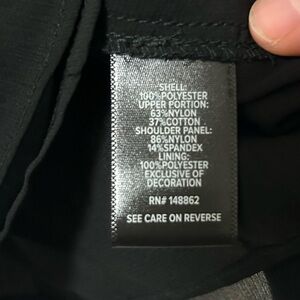 SHELL:
100%POLYESTER
UPPER PORTION:
63%NYLON
37%COTTON
SHOULDER PANEL:
86%NYLON
14%SPANDEX
LINING:
100%POLYESTER
EXCLUSIVE OF
DECORATION
RN# 148862
SEE CARE ON REVERSE